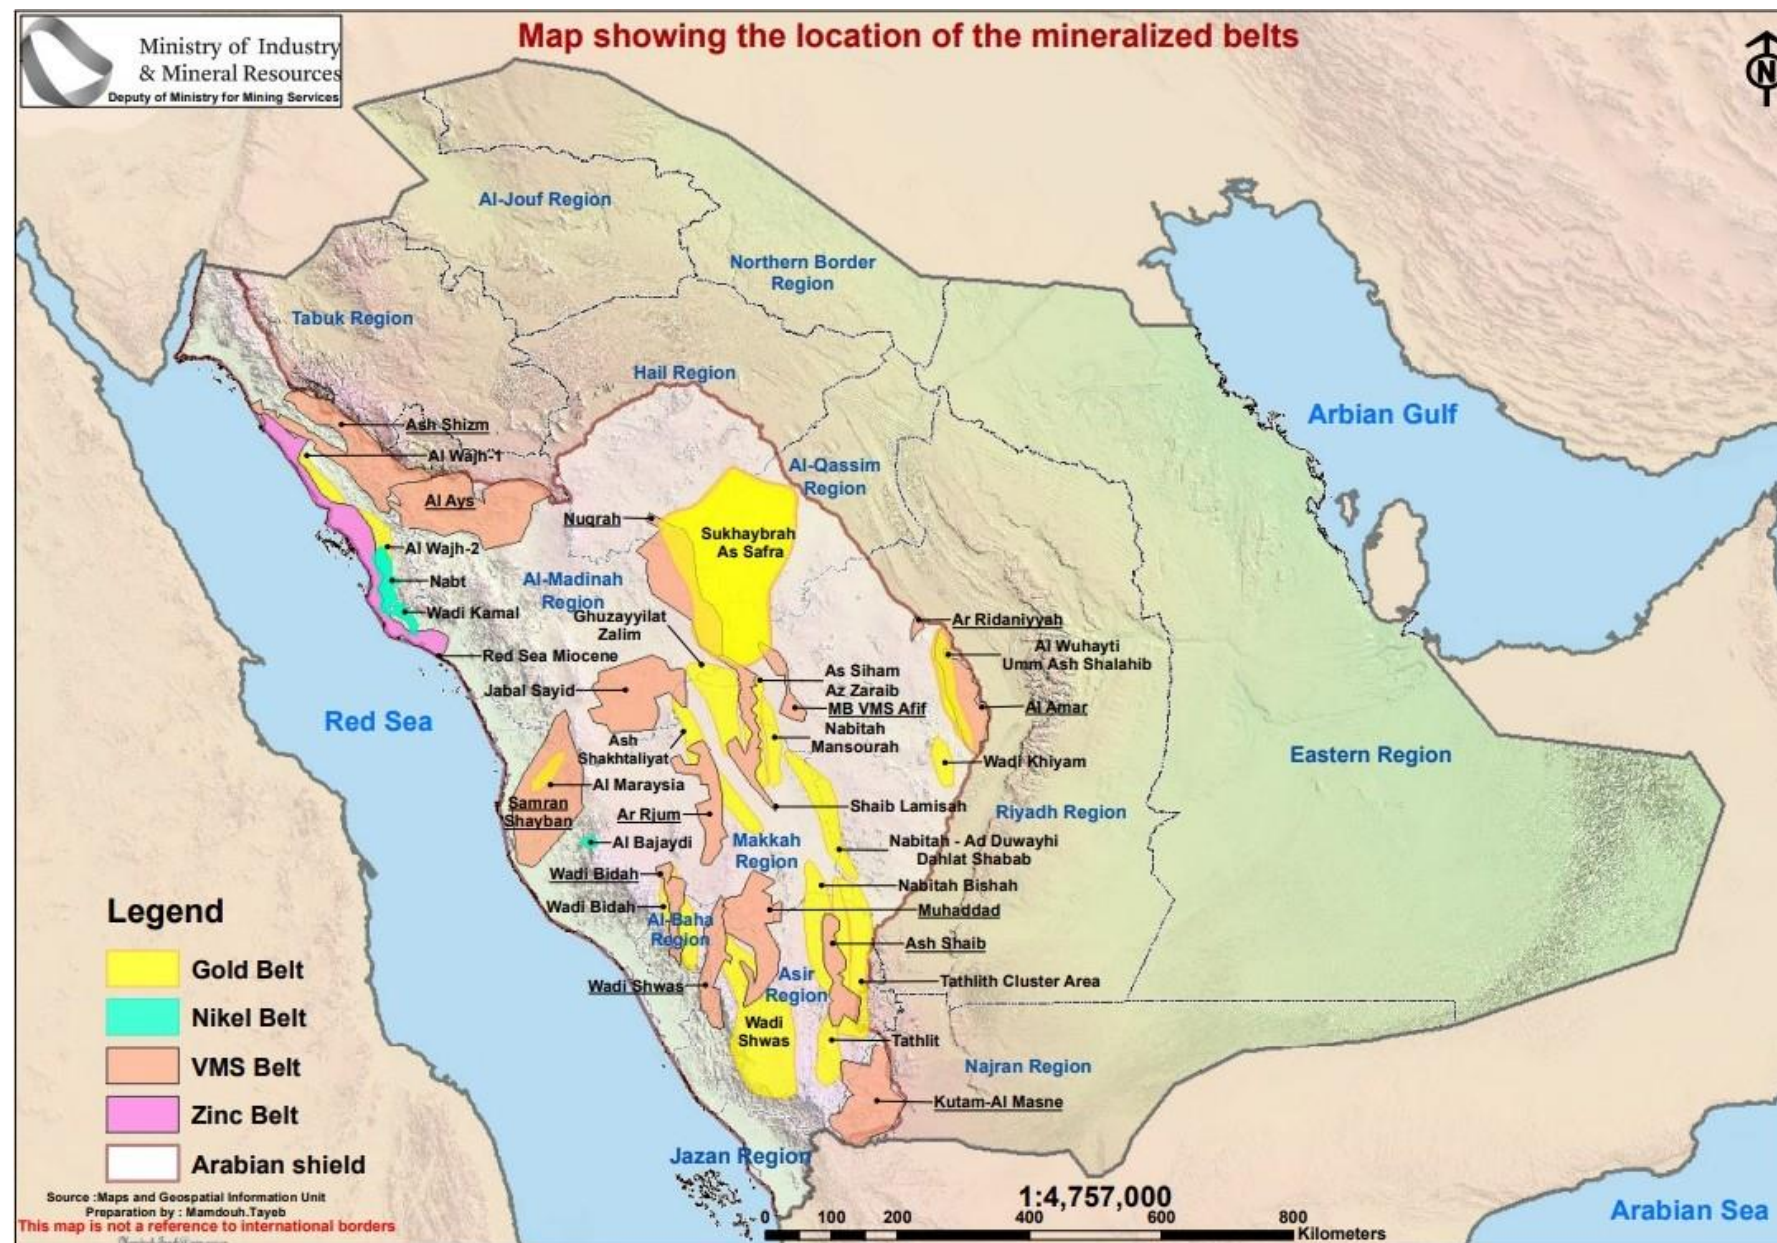 Ministry of Industry
& Mineral Resources
Deputy of Ministry for Mining Services
Map showing the location of the mineralized belts
N
Al-Jouf Region
Northern Border
Region
Tabuk Region
Hail Region
Arbian Gulf
Ash Shizm
Al Wajh-1
Al-Qassim
Region
Al Ays
Nuqrah
Sukhaybrah
As Safra
Al Wajh-2
Nabt
Al-Madinah
Region
Wadi Kamal
Ghuzayyilat
Zalim
Ar Ridaniyyah
Al Wuhayti
Umm Ash Shalahib
Red Sea Miocene
As Siham
Az Zaraib
Jabal Sayid
MB VMS Afif
Al Amar
Red Sea
Nabitah
Mansourah
Ash
Shakhtaliyat
Eastern Region
Wadi Khiyam
Al Maraysia
Samran
Shayban
Ar Rjum
Shaib Lamisah
Riyadh Region
Al Bajaydi
Makkah
Region
Nabitah - Ad Duwayhi
Dahlat Shabab
Wadi Bidah
Nabitah Bishah
Wadi Bidah
Al-Baha
Region
Muhaddad
Ash Shaib
Wadi Shwas
Asir
Region
Tathlith Cluster Area
Wadi
Shwas
Tathlit
Najran Region
Kutam-Al Masne
Jazan Region
Legend
Gold Belt
Nikel Belt
VMS Belt
Zinc Belt
Arabian shield
Source :Maps and Geospatial Information Unit
Preparation by : Mamdouh.Tayeb
This map is not a reference to international borders
1:4,757,000
0 100 200 400 600 800
Kilometers
Arabian Sea